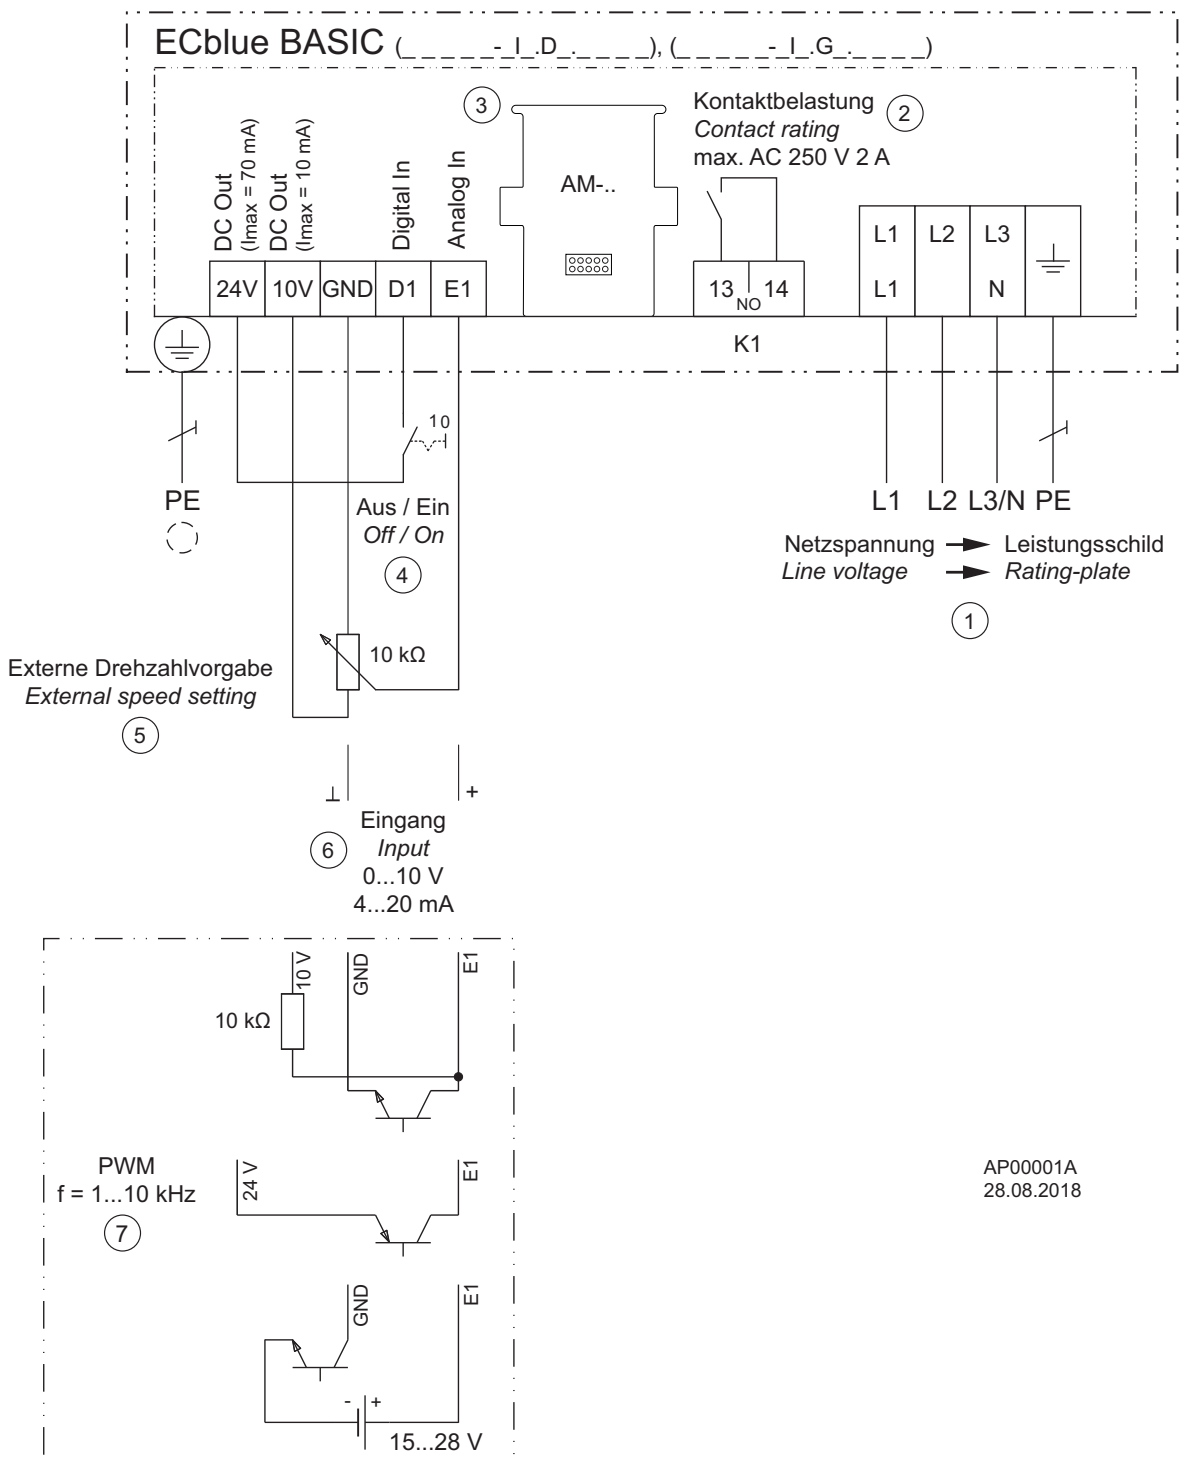 ECblue BASIC (_ _ _ _ _ _- _I_ ._D_ ._ _ _ _ _), (_ _ _ _ _ _- _I_ ._G_ ._ _ _ _ _)
DC Out
(Imax = 70 mA)
DC Out
(Imax = 10 mA)
Digital In
Analog In
3
AM-..
Kontaktbelastung
Contact rating
max. AC 250 V 2 A
2
24V 10V GND D1 E1
13 NO 14
K1
L1 L2 L3
L1 N
10
PE
Aus / Ein
Off / On
4
L1 L2 L3/N PE
Netzspannung Leistungsschild
Line voltage Rating-plate
1
10 kΩ
Externe Drehzahlvorgabe
External speed setting
5
⊥ +
6
Eingang
Input
0...10 V
4...20 mA
10 V
GND
E1
10 kΩ
PWM
f = 1...10 kHz
7
24 V
E1
GND
E1
- +
15...28 V
AP00001A
28.08.2018